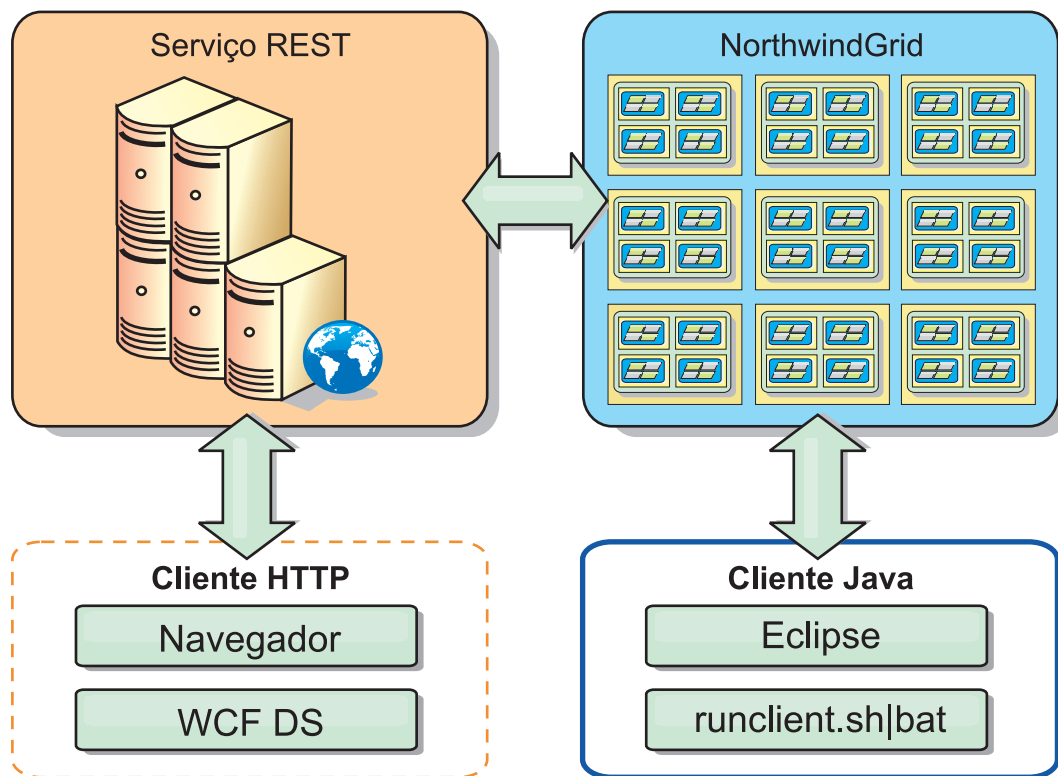 Serviço REST
NorthwindGrid
Cliente HTTP
Navegador
WCF DS
Cliente Java
Eclipse
runclient.sh|bat